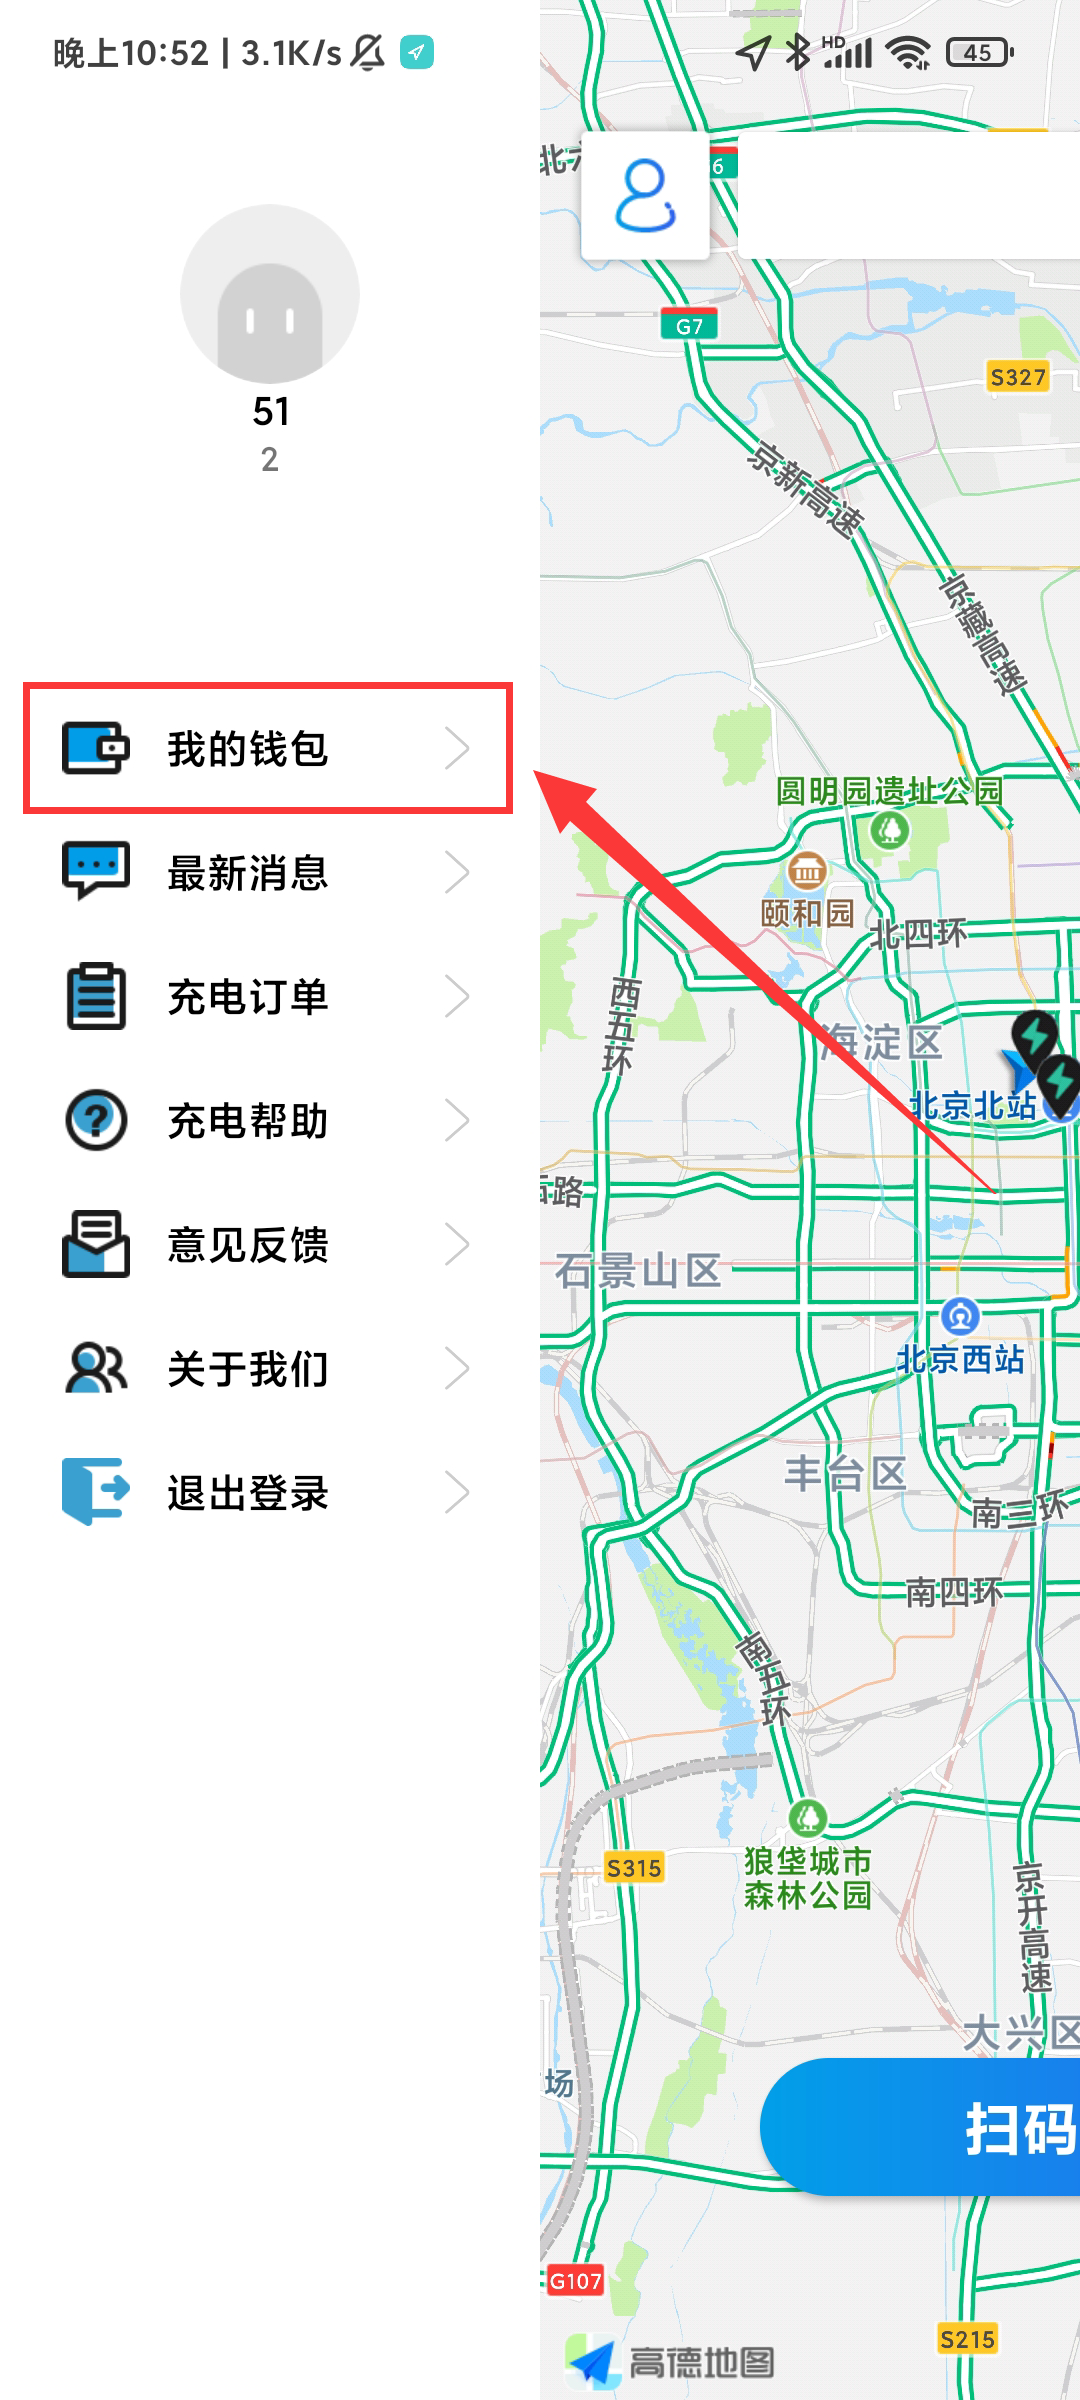 晚上10:52 | 3.1K/s
HD
45
51
2
我的钱包
最新消息
充电订单
充电帮助
意见反馈
关于我们
退出登录
6
G7
S327
京新高速
京藏高速
圆明园遗址公园
颐和园
北四环
西五环
海淀区
北京北站
路
石景山区
北京西站
丰台区
南三环
南四环
南五环
狼垡城市
森林公园
S315
京开高速
大兴区
场
扫码
G107
S215
高德地图